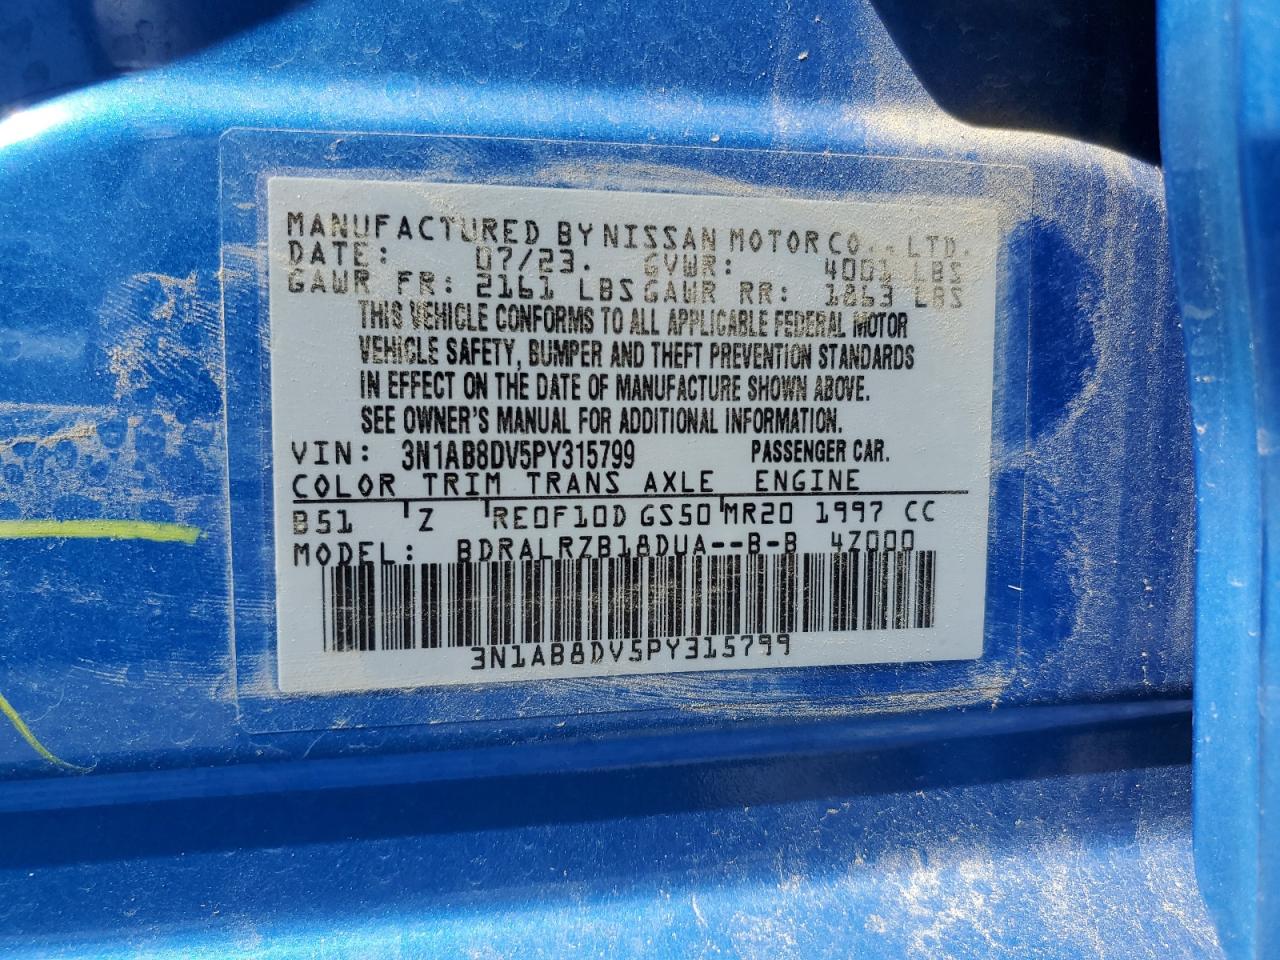 MANUFACTURED BY NISSAN MOTOR CO., LTD.
DATE: 07/23. GVWR: 4001 LBS
GAWR FR: 2161 LBS GAWR RR: 1863 LBS
THIS VEHICLE CONFORMS TO ALL APPLICABLE FEDERAL MOTOR
VEHICLE SAFETY, BUMPER AND THEFT PREVENTION STANDARDS
IN EFFECT ON THE DATE OF MANUFACTURE SHOWN ABOVE.
SEE OWNER'S MANUAL FOR ADDITIONAL INFORMATION.
VIN: 3N1AB8DV5PY315799 PASSENGER CAR.
COLOR TRIM TRANS AXLE ENGINE
B51 Z RE0F10D GS50 MR20 1997 CC
MODEL: BDRALRZB18DUA--B-B 4Z000
3N1AB8DV5PY315799